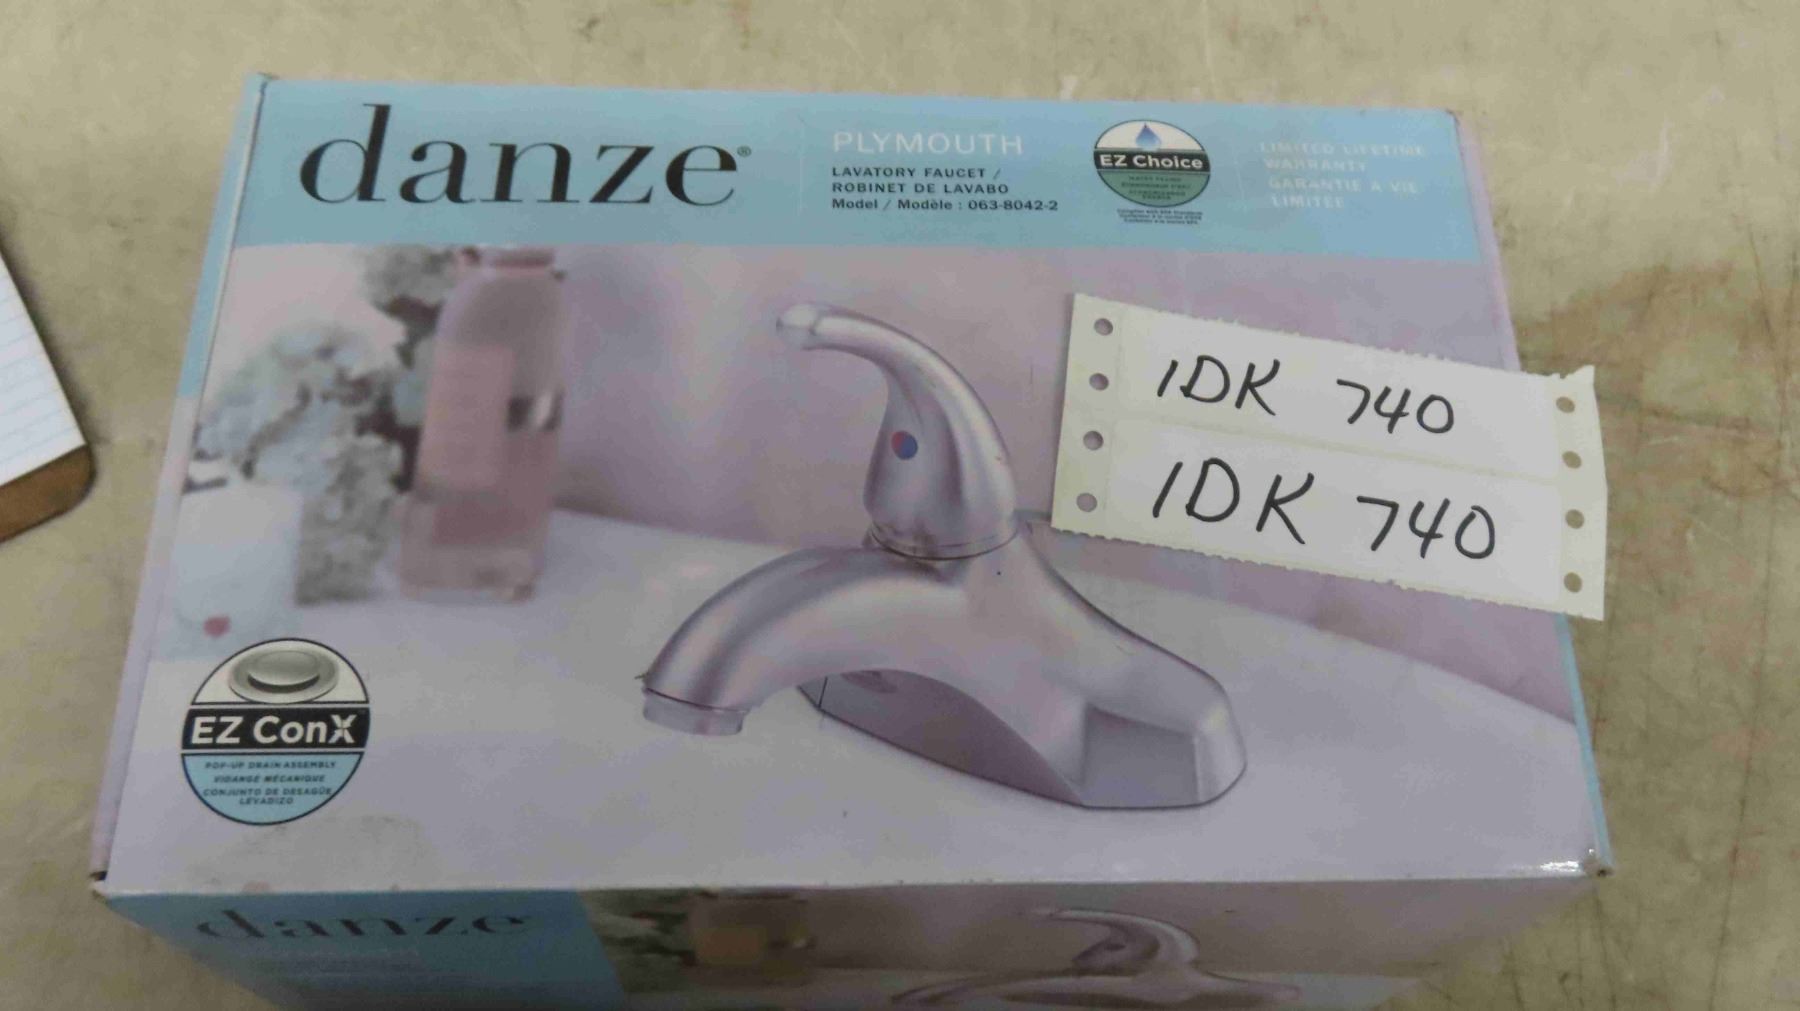 danze®
PLYMOUTH
LAVATORY FAUCET /
ROBINET DE LAVABO
Model / Modèle : 063-8042-2
EZ Choice
LIMITED LIFETIME
WARRANTY
GARANTIE À VIE
LIMITÉE
IDK 740
IDK 740
EZ ConX
POP-UP DRAIN ASSEMBLY
VIDANGE MÉCANIQUE
CONJUNTO DE DESAGÜE
LEVADIZO
danze